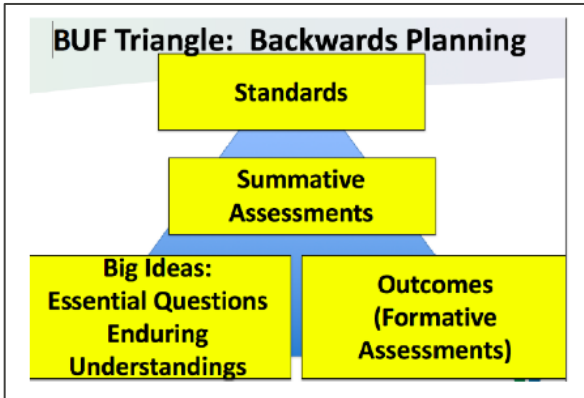 BUF Triangle:  Backwards Planning
Standards
Summative
Assessments
Big Ideas:
Essential Questions
Enduring
Understandings
Outcomes
(Formative
Assessments)